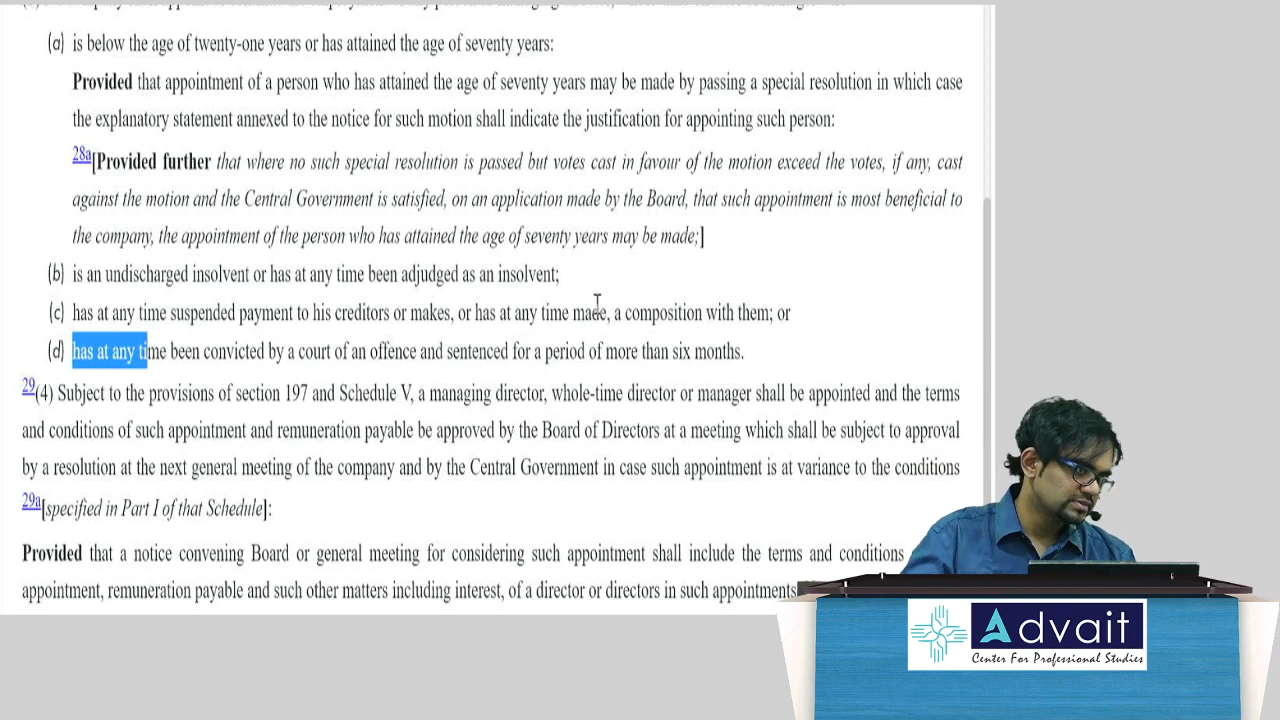 (a) is below the age of twenty-one years or has attained the age of seventy years:
Provided that appointment of a person who has attained the age of seventy years may be made by passing a special resolution in which case
the explanatory statement annexed to the notice for such motion shall indicate the justification for appointing such person:
28a[Provided further that where no such special resolution is passed but votes cast in favour of the motion exceed the votes, if any, cast
against the motion and the Central Government is satisfied, on an application made by the Board, that such appointment is most beneficial to
the company, the appointment of the person who has attained the age of seventy years may be made;]
(b) is an undischarged insolvent or has at any time been adjudged as an insolvent;
(c) has at any time suspended payment to his creditors or makes, or has at any time made, a composition with them; or
(d) has at any time been convicted by a court of an offence and sentenced for a period of more than six months.
29(4) Subject to the provisions of section 197 and Schedule V, a managing director, whole-time director or manager shall be appointed and the terms
and conditions of such appointment and remuneration payable be approved by the Board of Directors at a meeting which shall be subject to approval
by a resolution at the next general meeting of the company and by the Central Government in case such appointment is at variance to the conditions
29a[specified in Part I of that Schedule]:
Provided that a notice convening Board or general meeting for considering such appointment shall include the terms and conditions
appointment, remuneration payable and such other matters including interest, of a director or directors in such appointments
Advait
Center For Professional Studies